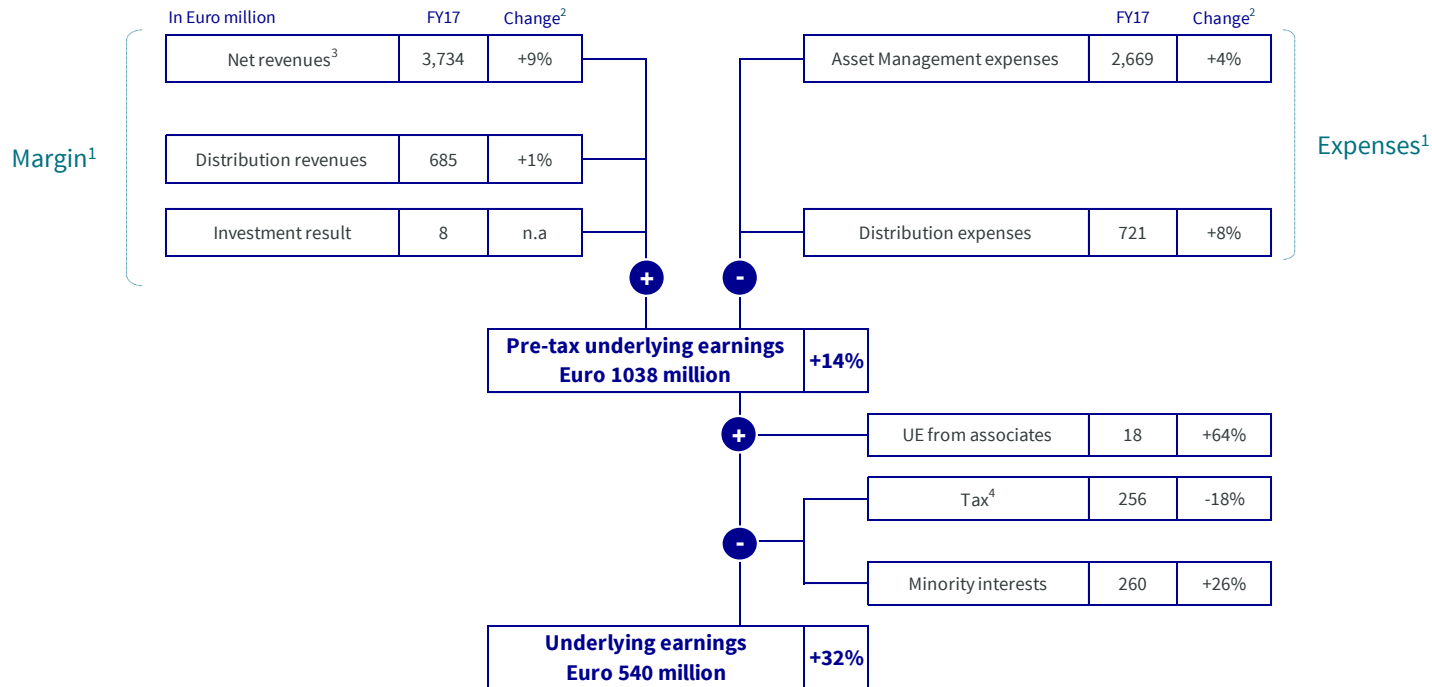 In Euro million FY17 Change²
Net revenues³ 3,734 +9%
Distribution revenues 685 +1%
Investment result 8 n.a
Margin¹
FY17 Change²
Asset Management expenses 2,669 +4%
Distribution expenses 721 +8%
Expenses¹
+ -
Pre-tax underlying earnings
Euro 1038 million
+14%
+
UE from associates 18 +64%
Tax⁴ 256 -18%
-
Minority interests 260 +26%
Underlying earnings
Euro 540 million
+32%